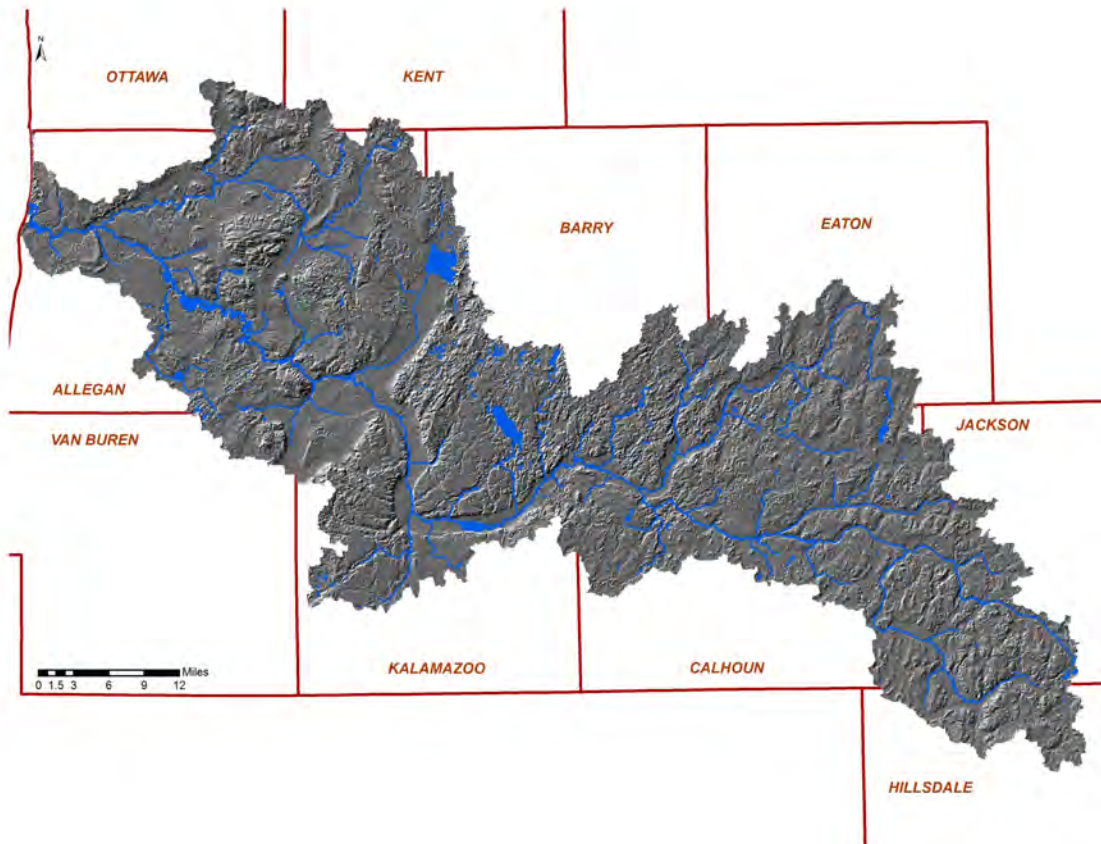 N
OTTAWA
KENT
BARRY
EATON
ALLEGAN
VAN BUREN
JACKSON
KALAMAZOO
CALHOUN
Miles
0 1.5 3 6 9 12
HILLSDALE